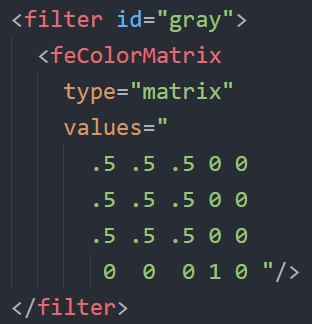 <filter id="gray">
<feColorMatrix
type="matrix"
values="
.5 .5 .5 0 0
.5 .5 .5 0 0
.5 .5 .5 0 0
0 0 0 1 0 "/>
</filter>